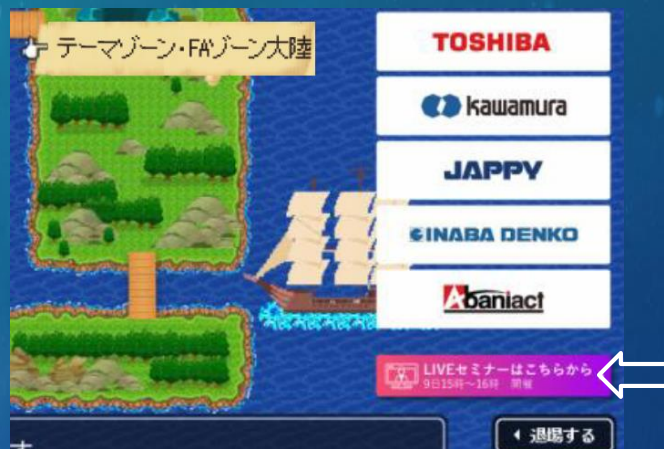 テーマゾーン・FAゾーン大陸
TOSHIBA
kawamura
JAPPY
INABA DENKO
Abaniact
LIVEセミナーはこちらから
9日15時〜16時 開催
退場する